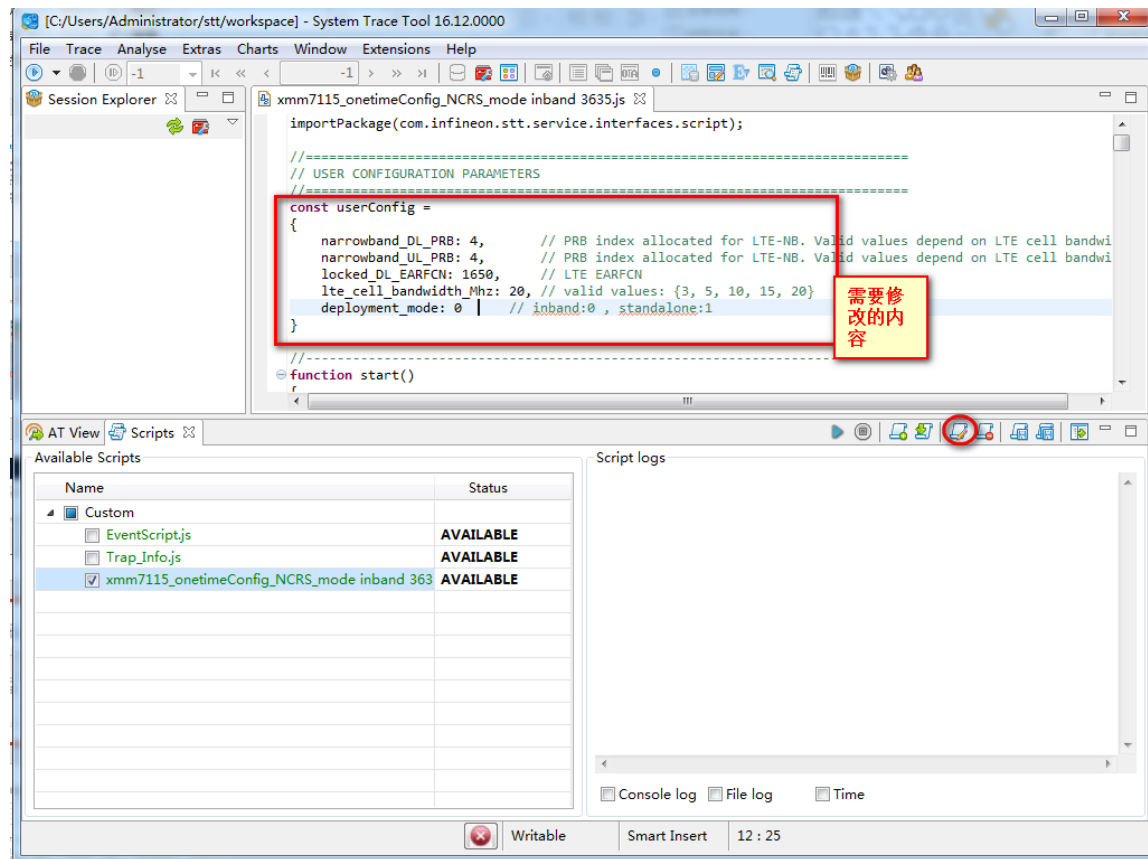 [C:/Users/Administrator/stt/workspace] - System Trace Tool 16.12.0000
File Trace Analyse Extras Charts Window Extensions Help
-1
-1
Session Explorer
xmm7115_onetimeConfig_NCRS_mode inband 3635.js
importPackage(com.infineon.stt.service.interfaces.script);
//=============================================================================
// USER CONFIGURATION PARAMETERS
//=============================================================================
const userConfig =
{
narrowband_DL_PRB: 4, // PRB index allocated for LTE-NB. Valid values depend on LTE cell bandwi
narrowband_UL_PRB: 4, // PRB index allocated for LTE-NB. Valid values depend on LTE cell bandwi
locked_DL_EARFCN: 1650, // LTE EARFCN
lte_cell_bandwidth_Mhz: 20, // valid values: {3, 5, 10, 15, 20}
deployment_mode: 0 // inband:0 , standalone:1
}
需要修
改的内
容
//-----------------------------------------------------------------------------
function start()
{
AT View
Scripts
Available Scripts
Script logs
Name Status
Custom
EventScript.js AVAILABLE
Trap_Info.js AVAILABLE
xmm7115_onetimeConfig_NCRS_mode inband 363 AVAILABLE
Console log File log Time
Writable Smart Insert 12 : 25